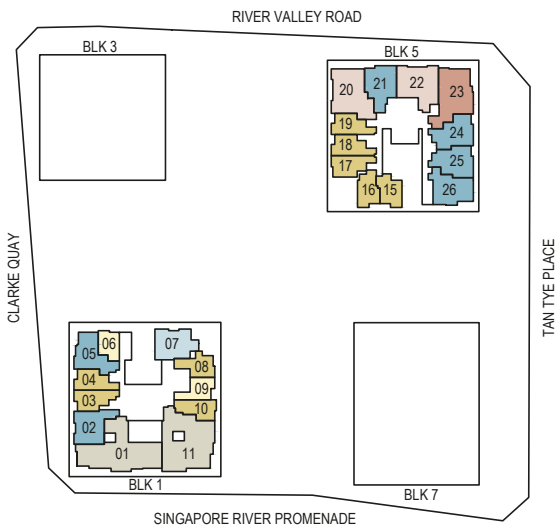 RIVER VALLEY ROAD
BLK 3
BLK 5
20
21
22
23
19
24
18
25
17
16
15
26
CLARKE QUAY
TAN TYE PLACE
06
07
05
08
04
09
03
10
02
01
11
BLK 1
BLK 7
SINGAPORE RIVER PROMENADE